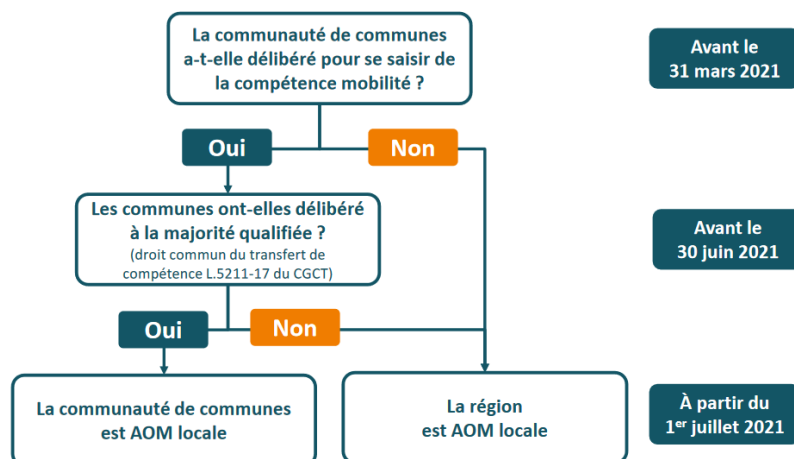 La communauté de communes
a-t-elle délibéré pour se saisir de
la compétence mobilité ?
Avant le
31 mars 2021
Oui
Non
Les communes ont-elles délibéré
à la majorité qualifiée ?
(droit commun du transfert de
compétence L.5211-17 du CGCT)
Avant le
30 juin 2021
Oui
Non
La communauté de communes
est AOM locale
La région
est AOM locale
À partir du
1er juillet 2021